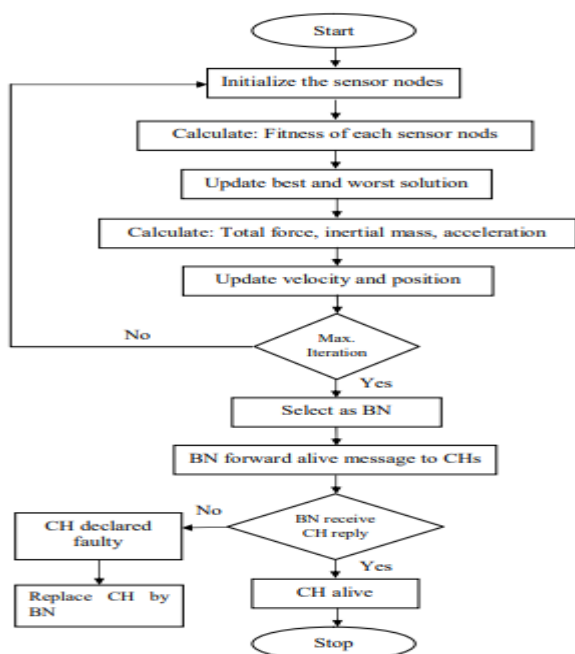 Start
Initialize the sensor nodes
Calculate: Fitness of each sensor nods
Update best and worst solution
Calculate: Total force, inertial mass, acceleration
Update velocity and position
No
Max.
Iteration
Yes
Select as BN
BN forward alive message to CHs
No
CH declared
faulty
BN receive
CH reply
Yes
Replace CH by
BN
CH alive
Stop